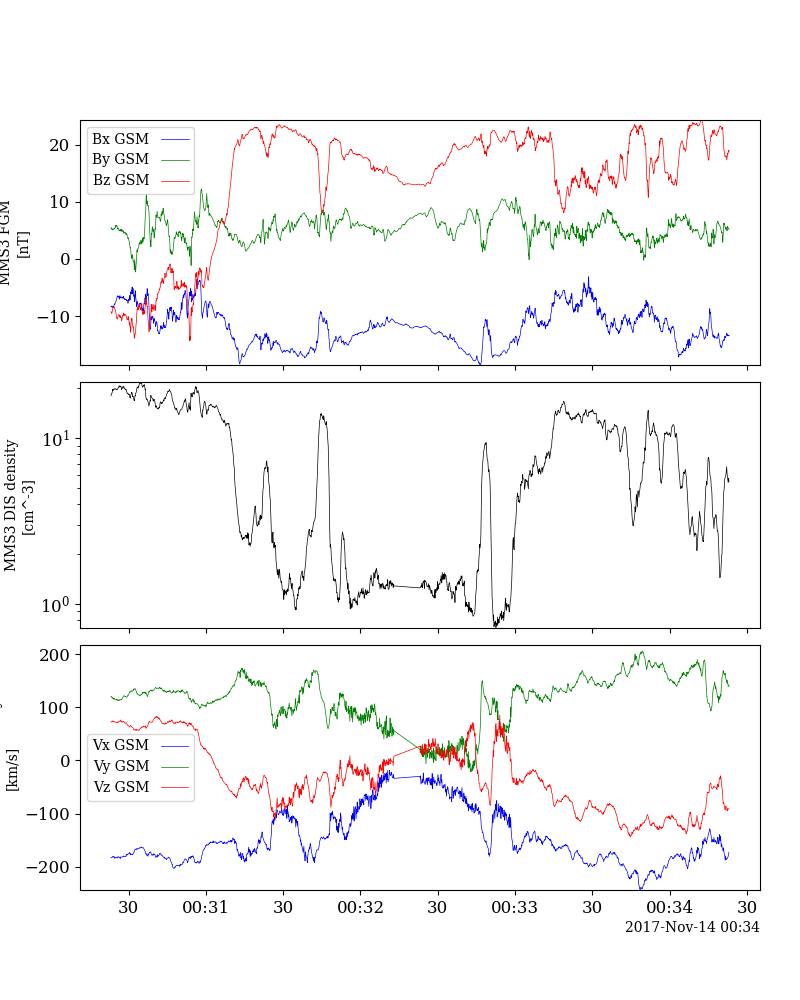 MMS3 FGM
[nT]
20
10
0
−10
Bx GSM
By GSM
Bz GSM
MMS3 DIS density
[cm^-3]
10^1
10^0
[km/s]
200
100
0
−100
−200
Vx GSM
Vy GSM
Vz GSM
30 00:31 30 00:32 30 00:33 30 00:34 30
2017-Nov-14 00:34